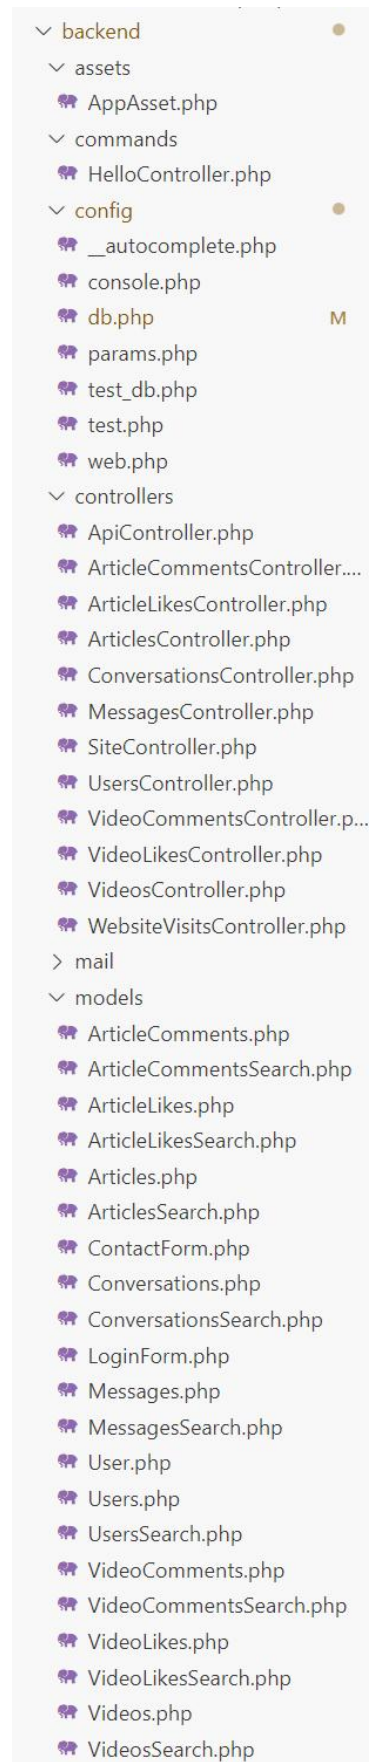 backend
assets
AppAsset.php
commands
HelloController.php
config
__autocomplete.php
console.php
db.php M
params.php
test_db.php
test.php
web.php
controllers
ApiController.php
ArticleCommentsController....
ArticleLikesController.php
ArticlesController.php
ConversationsController.php
MessagesController.php
SiteController.php
UsersController.php
VideoCommentsController.p...
VideoLikesController.php
VideosController.php
WebsiteVisitsController.php
mail
models
ArticleComments.php
ArticleCommentsSearch.php
ArticleLikes.php
ArticleLikesSearch.php
Articles.php
ArticlesSearch.php
ContactForm.php
Conversations.php
ConversationsSearch.php
LoginForm.php
Messages.php
MessagesSearch.php
User.php
Users.php
UsersSearch.php
VideoComments.php
VideoCommentsSearch.php
VideoLikes.php
VideoLikesSearch.php
Videos.php
VideosSearch.php